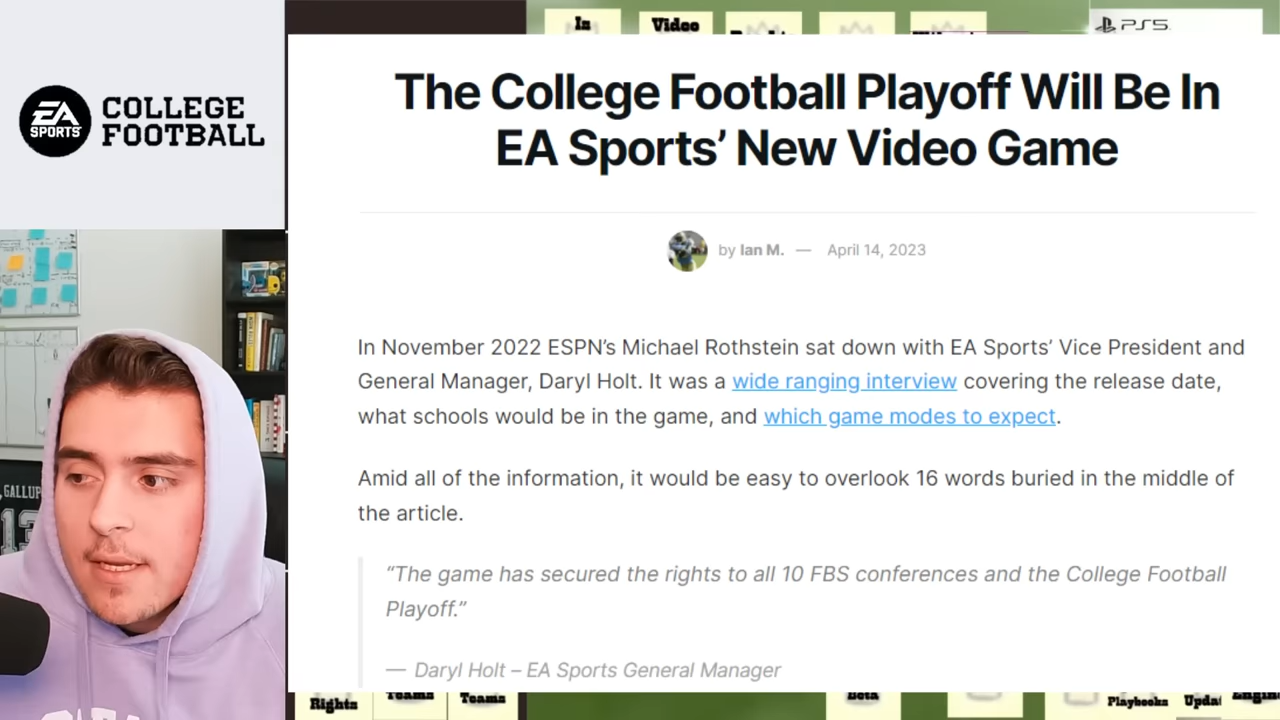 In
Video
PS5
EA
SPORTS
COLLEGE
FOOTBALL
The College Football Playoff Will Be In
EA Sports’ New Video Game
by Ian M. — April 14, 2023
In November 2022 ESPN’s Michael Rothstein sat down with EA Sports’ Vice President and
General Manager, Daryl Holt. It was a wide ranging interview covering the release date,
what schools would be in the game, and which game modes to expect.
Amid all of the information, it would be easy to overlook 16 words buried in the middle of
the article.
“The game has secured the rights to all 10 FBS conferences and the College Football
Playoff.”
— Daryl Holt – EA Sports General Manager
GALLUP
13
Rights
Teams
Teams
Beta
Playbooks